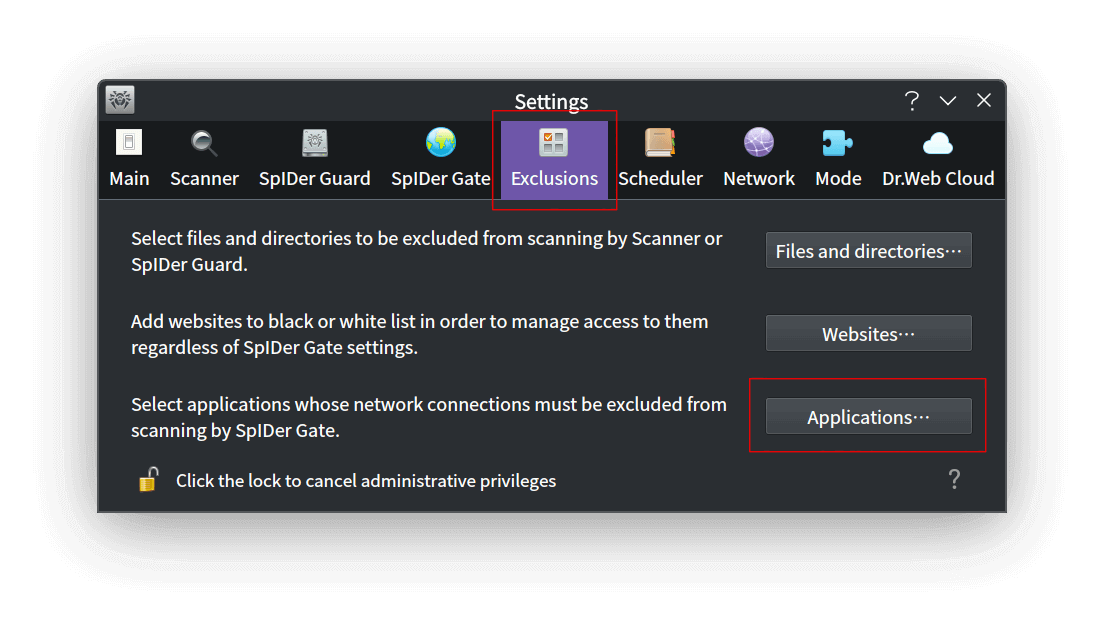 Settings
?
Main Scanner SpIDer Guard SpIDer Gate Exclusions Scheduler Network Mode Dr.Web Cloud
Select files and directories to be excluded from scanning by Scanner or
SpIDer Guard.
Files and directories···
Add websites to black or white list in order to manage access to them
regardless of SpIDer Gate settings.
Websites···
Select applications whose network connections must be excluded from
scanning by SpIDer Gate.
Applications···
Click the lock to cancel administrative privileges
?